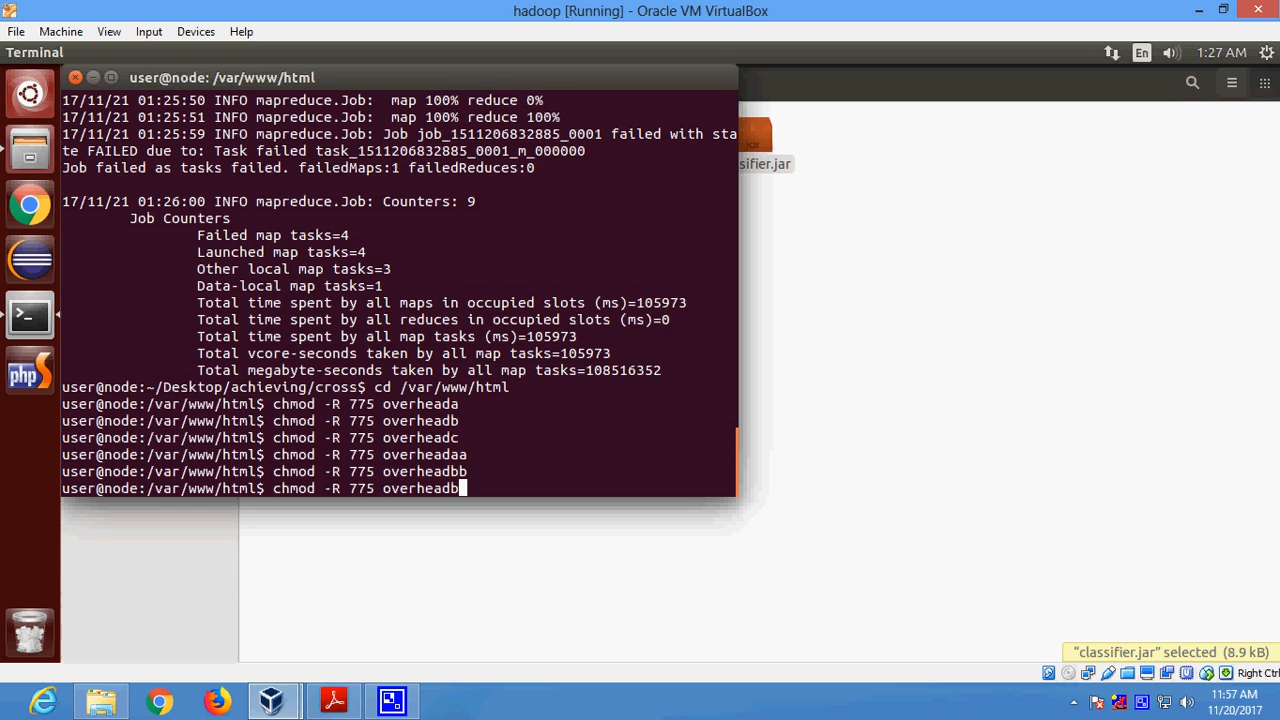 hadoop [Running] - Oracle VM VirtualBox
File Machine View Input Devices Help
Terminal
En
1:27 AM
user@node: /var/www/html
17/11/21 01:25:50 INFO mapreduce.Job:  map 100% reduce 0%
17/11/21 01:25:51 INFO mapreduce.Job:  map 100% reduce 100%
17/11/21 01:25:59 INFO mapreduce.Job: Job job_1511206832885_0001 failed with sta
te FAILED due to: Task failed task_1511206832885_0001_m_000000
Job failed as tasks failed. failedMaps:1 failedReduces:0
17/11/21 01:26:00 INFO mapreduce.Job: Counters: 9
Job Counters
Failed map tasks=4
Launched map tasks=4
Other local map tasks=3
Data-local map tasks=1
Total time spent by all maps in occupied slots (ms)=105973
Total time spent by all reduces in occupied slots (ms)=0
Total time spent by all map tasks (ms)=105973
Total vcore-seconds taken by all map tasks=105973
Total megabyte-seconds taken by all map tasks=108516352
user@node:~/Desktop/achieving/cross$ cd /var/www/html
user@node:/var/www/html$ chmod -R 775 overheada
user@node:/var/www/html$ chmod -R 775 overheadb
user@node:/var/www/html$ chmod -R 775 overheadc
user@node:/var/www/html$ chmod -R 775 overheadaa
user@node:/var/www/html$ chmod -R 775 overheadbb
user@node:/var/www/html$ chmod -R 775 overheadb
jar
sifier.jar
php
"classifier.jar" selected (8.9 kB)
Right Ctrl
11:57 AM
11/20/2017